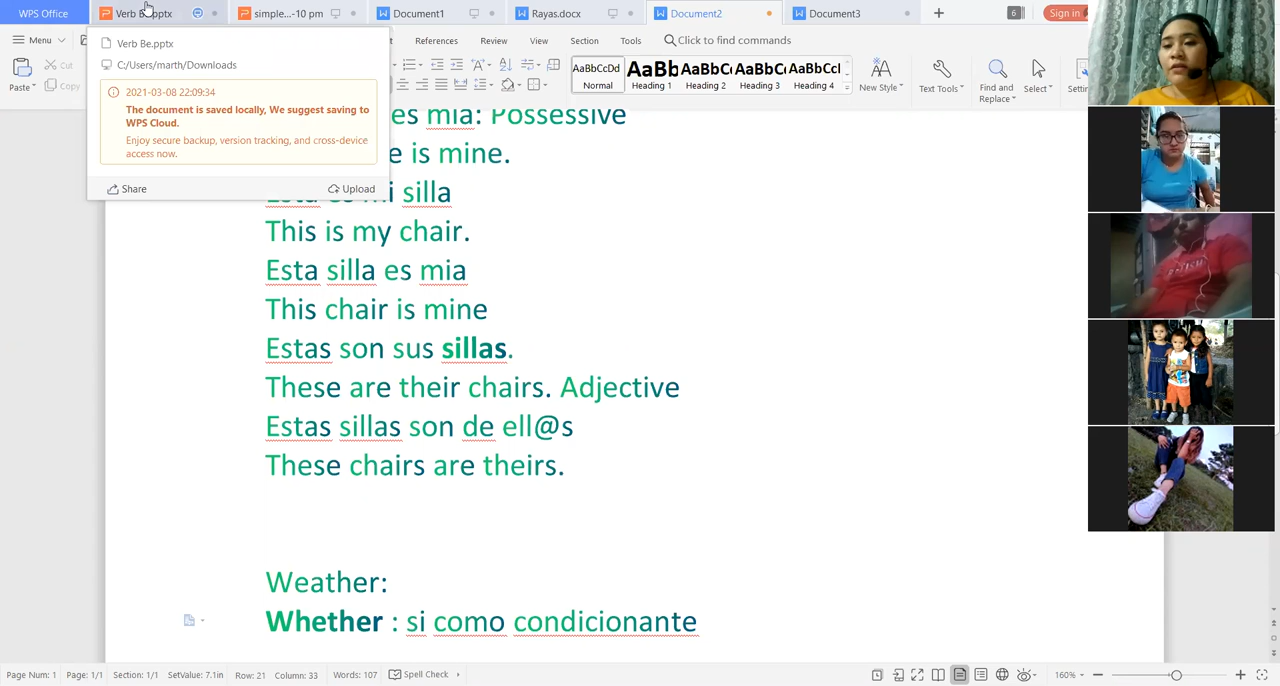 WPS Office
Verb B
pptx
simple...-10 pm
Document1
Rayas.docx
Document2
Document3
6
Sign in
Menu
References
Review
View
Section
Tools
Click to find commands
Paste
Cut
Copy
AaBbCcDd
Normal
AaBb
Heading 1
AaBbC
Heading 2
AaBbC
Heading 3
AaBbCcI
Heading 4
New Style
Text Tools
Find and
Replace
Select
Verb Be.pptx
C:/Users/marth/Downloads
2021-03-08 22:09:34
The document is saved locally, We suggest saving to
WPS Cloud.
Enjoy secure backup, version tracking, and cross-device
access now.
Share
Upload
es mia: Possessive
e is mine.
silla
This is my chair.
Esta silla es mia
This chair is mine
Estas son sus sillas.
These are their chairs. Adjective
Estas sillas son de ell@s
These chairs are theirs.
Weather:
Whether : si como condicionante
Page Num: 1
Page: 1/1
Section: 1/1
SetValue: 7.1in
Row: 21
Column: 33
Words: 107
Spell Check
160%